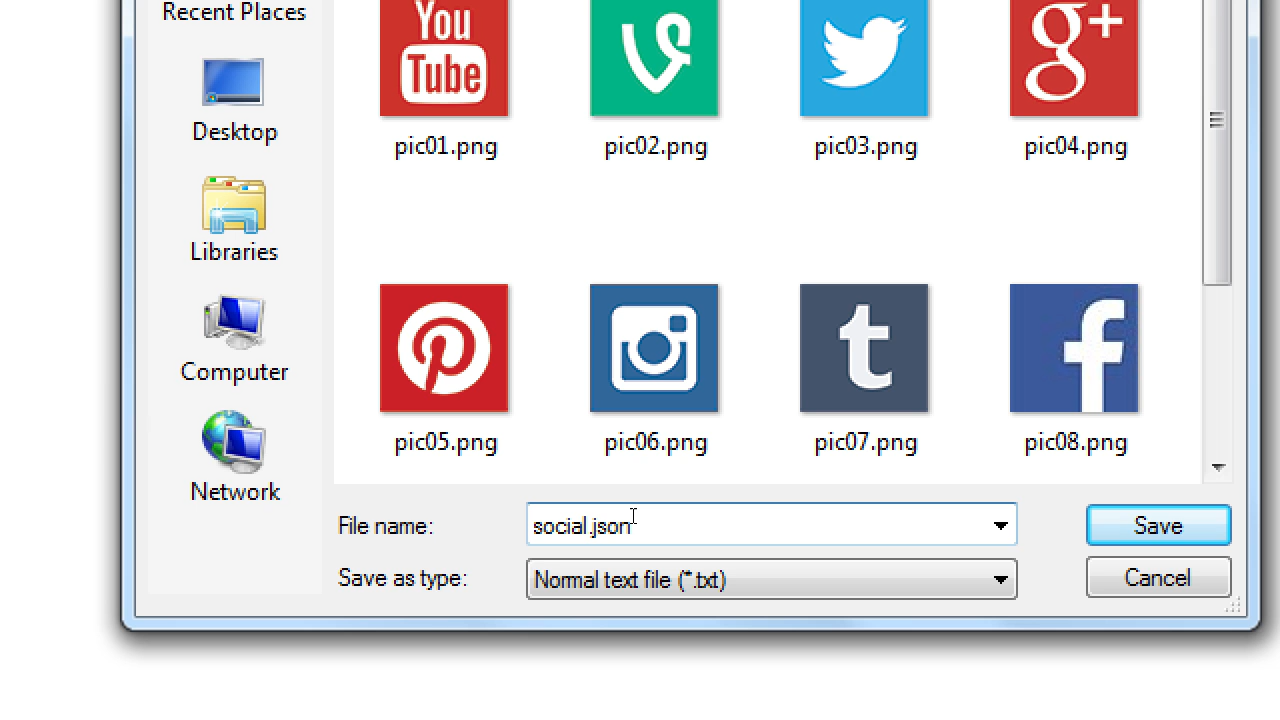 Recent Places
Desktop
Libraries
Computer
Network
You
Tube
g+
pic01.png
pic02.png
pic03.png
pic04.png
t
f
pic05.png
pic06.png
pic07.png
pic08.png
File name:
social.json
Save
Save as type:
Normal text file (*.txt)
Cancel